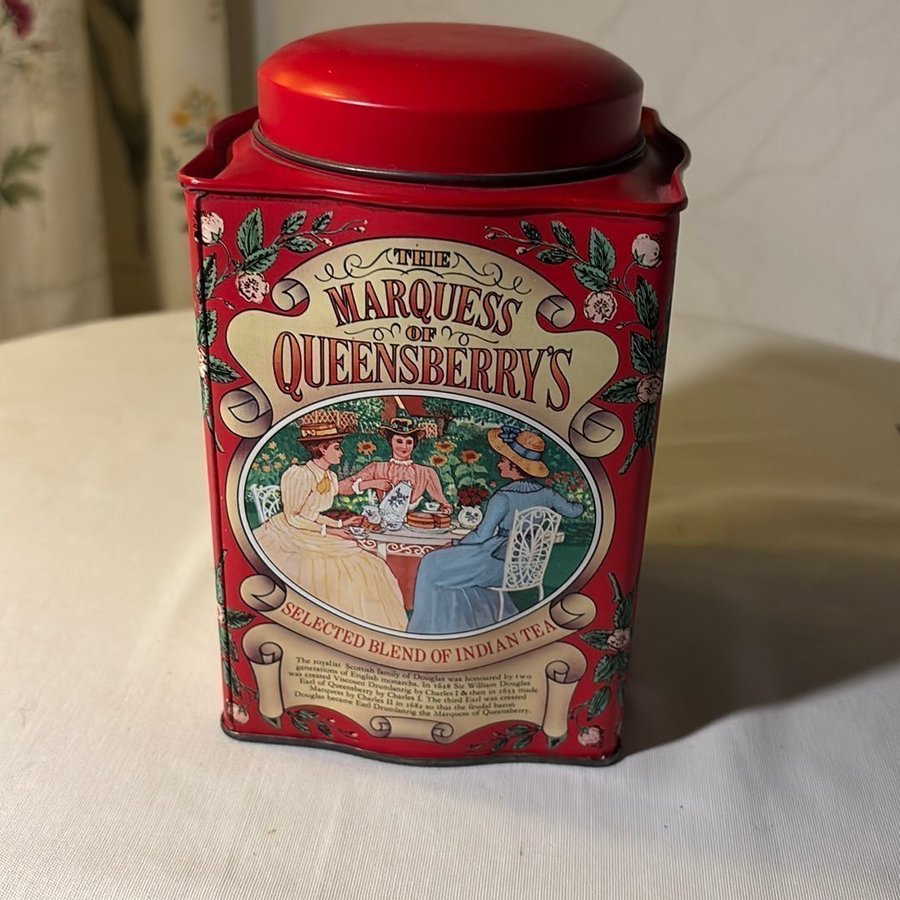 THE
MARQUESS
OF
QUEENSBERRY'S
SELECTED BLEND OF INDIAN TEA
The royalist Scottish family of Douglas was honoured by two
generations of English monarchs. In 1628 Sir William Douglas
was created Viscount Drumlanrig by Charles I & then in 1633 made
Earl of Queensberry by Charles I. The third Earl was created
Marquess by Charles II in 1682 so that the feudal baron
Douglas became Earl Drumlanrig the Marquess of Queensberry.